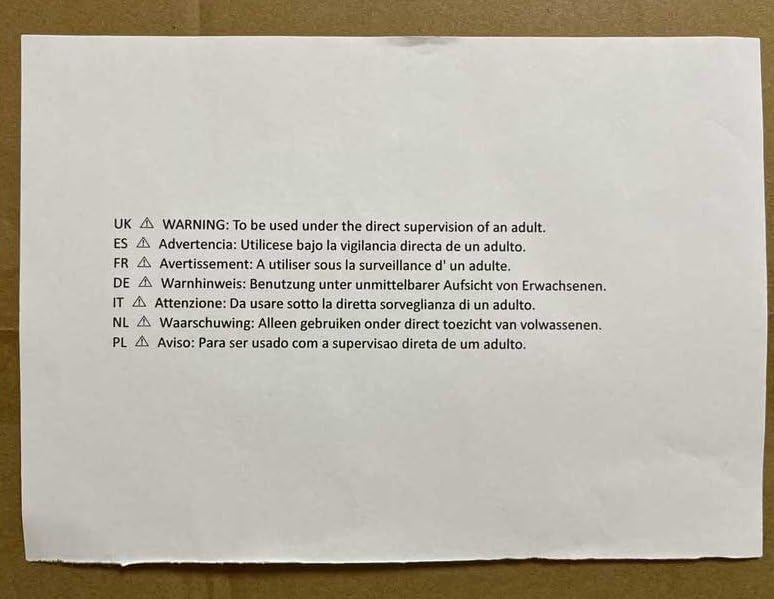 UK ⚠ WARNING: To be used under the direct supervision of an adult.
ES ⚠ Advertencia: Utilicese bajo la vigilancia directa de un adulto.
FR ⚠ Avertissement: A utiliser sous la surveillance d' un adulte.
DE ⚠ Warnhinweis: Benutzung unter unmittelbarer Aufsicht von Erwachsenen.
IT ⚠ Attenzione: Da usare sotto la diretta sorveglianza di un adulto.
NL ⚠ Waarschuwing: Alleen gebruiken onder direct toezicht van volwassenen.
PL ⚠ Aviso: Para ser usado com a supervisao direta de um adulto.